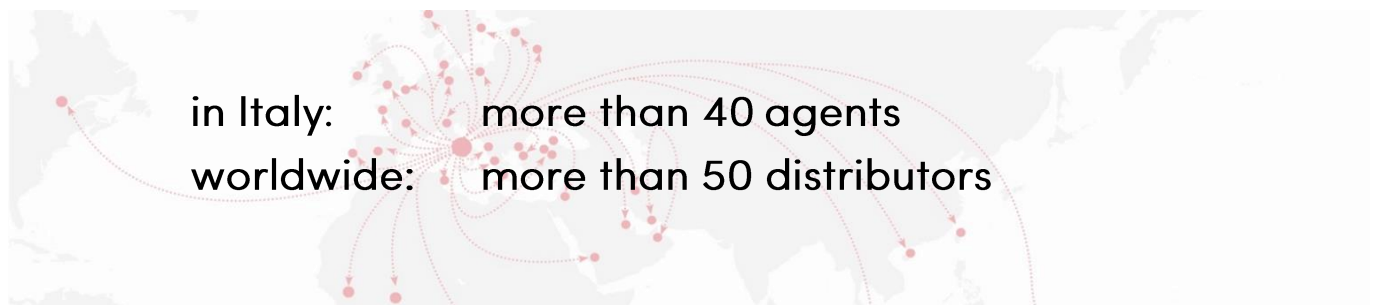 in Italy: more than 40 agents
worldwide: more than 50 distributors